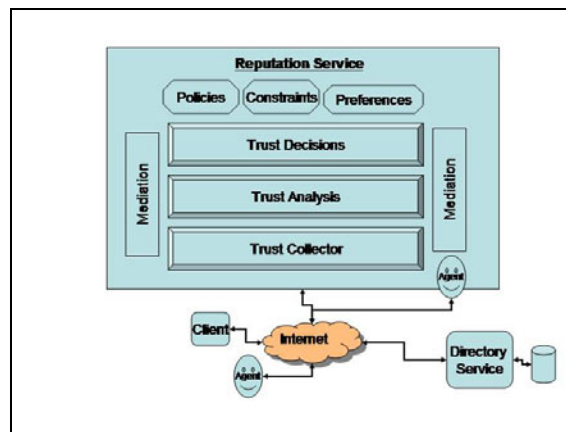 Reputation Service
Policies
Constraints
Preferences
Mediation
Trust Decisions
Trust Analysis
Trust Collector
Mediation
Agent
Client
Internet
Agent
Directory
Service